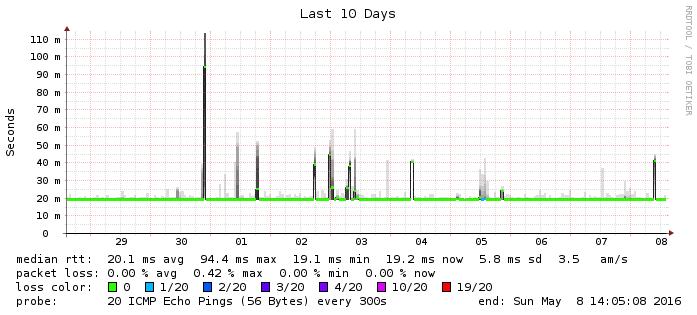 Last 10 Days
RRDTOOL / TOBI OETIKER
Seconds
110 m
100 m
90 m
80 m
70 m
60 m
50 m
40 m
30 m
20 m
10 m
0
29 30 01 02 03 04 05 06 07 08
median rtt: 20.1 ms avg 94.4 ms max 19.1 ms min 19.2 ms now 5.8 ms sd 3.5 am/s
packet loss: 0.00 % avg 0.42 % max 0.00 % min 0.00 % now
loss color: 0 1/20 2/20 3/20 4/20 10/20 19/20
probe: 20 ICMP Echo Pings (56 Bytes) every 300s end: Sun May 8 14:05:08 2016